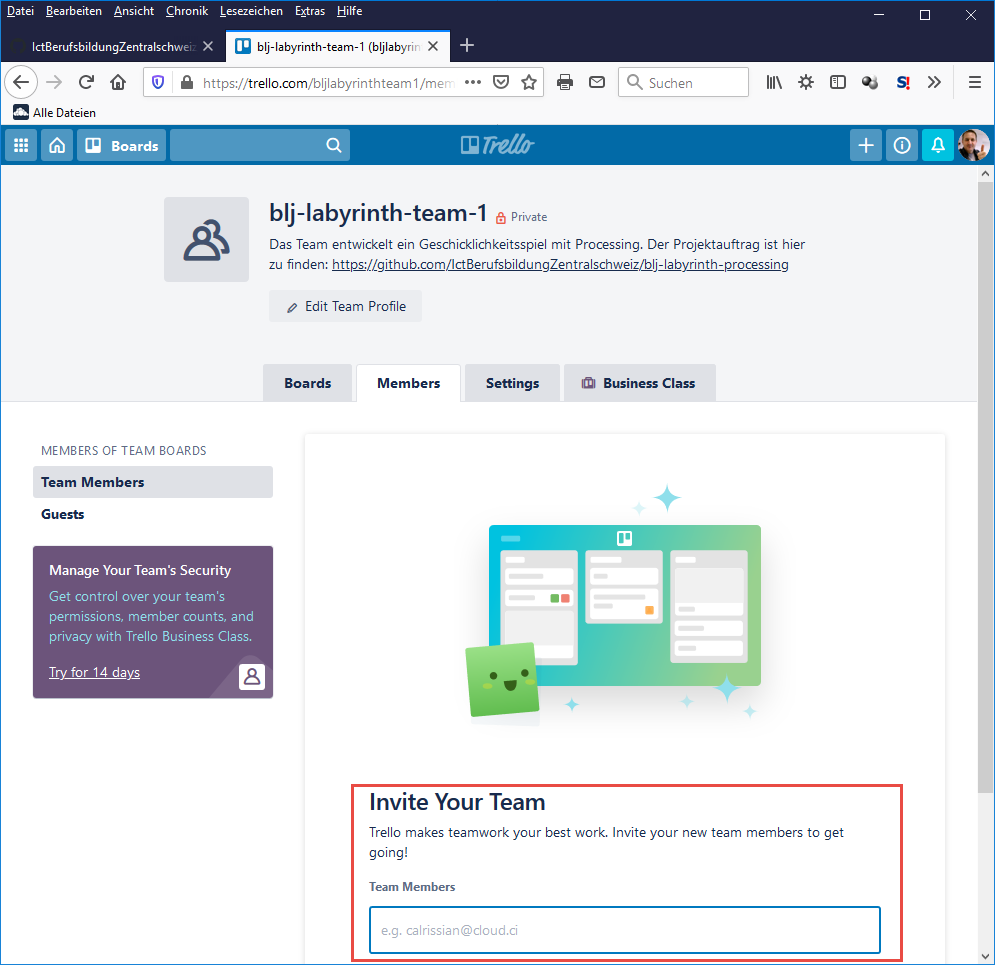 Datei Bearbeiten Ansicht Chronik Lesezeichen Extras Hilfe
IctBerufsbildungZentralschweiz
blj-labyrinth-team-1 (bljlabyrin
https://trello.com/bljlabyrinthteam1/mem
Suchen
Alle Dateien
Boards
Trello
blj-labyrinth-team-1 Private
Das Team entwickelt ein Geschicklichkeitsspiel mit Processing. Der Projektauftrag ist hier
zu finden: https://github.com/IctBerufsbildungZentralschweiz/blj-labyrinth-processing
Edit Team Profile
Boards Members Settings Business Class
MEMBERS OF TEAM BOARDS
Team Members
Guests
Manage Your Team's Security
Get control over your team's
permissions, member counts, and
privacy with Trello Business Class.
Try for 14 days
Invite Your Team
Trello makes teamwork your best work. Invite your new team members to get
going!
Team Members
e.g. calrissian@cloud.ci